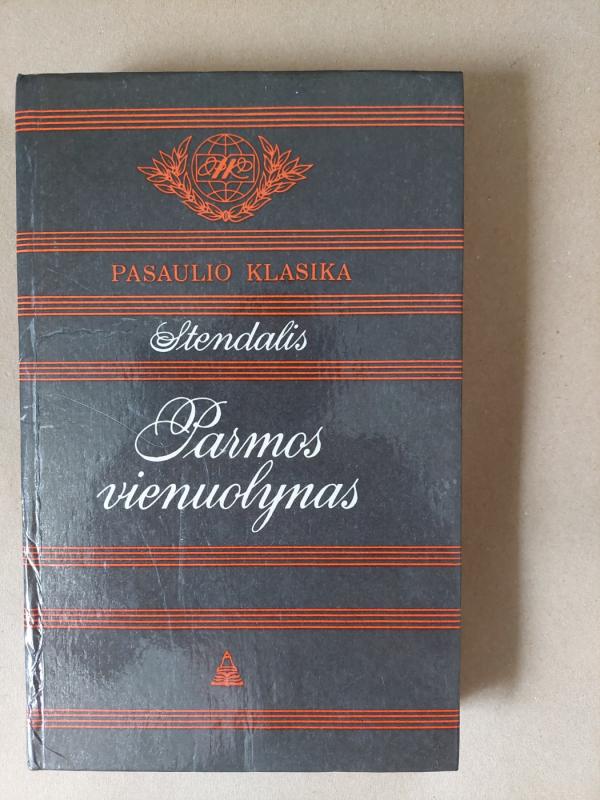 PASAULIO KLASIKA
Stendalis
Parmos
vienuolynas